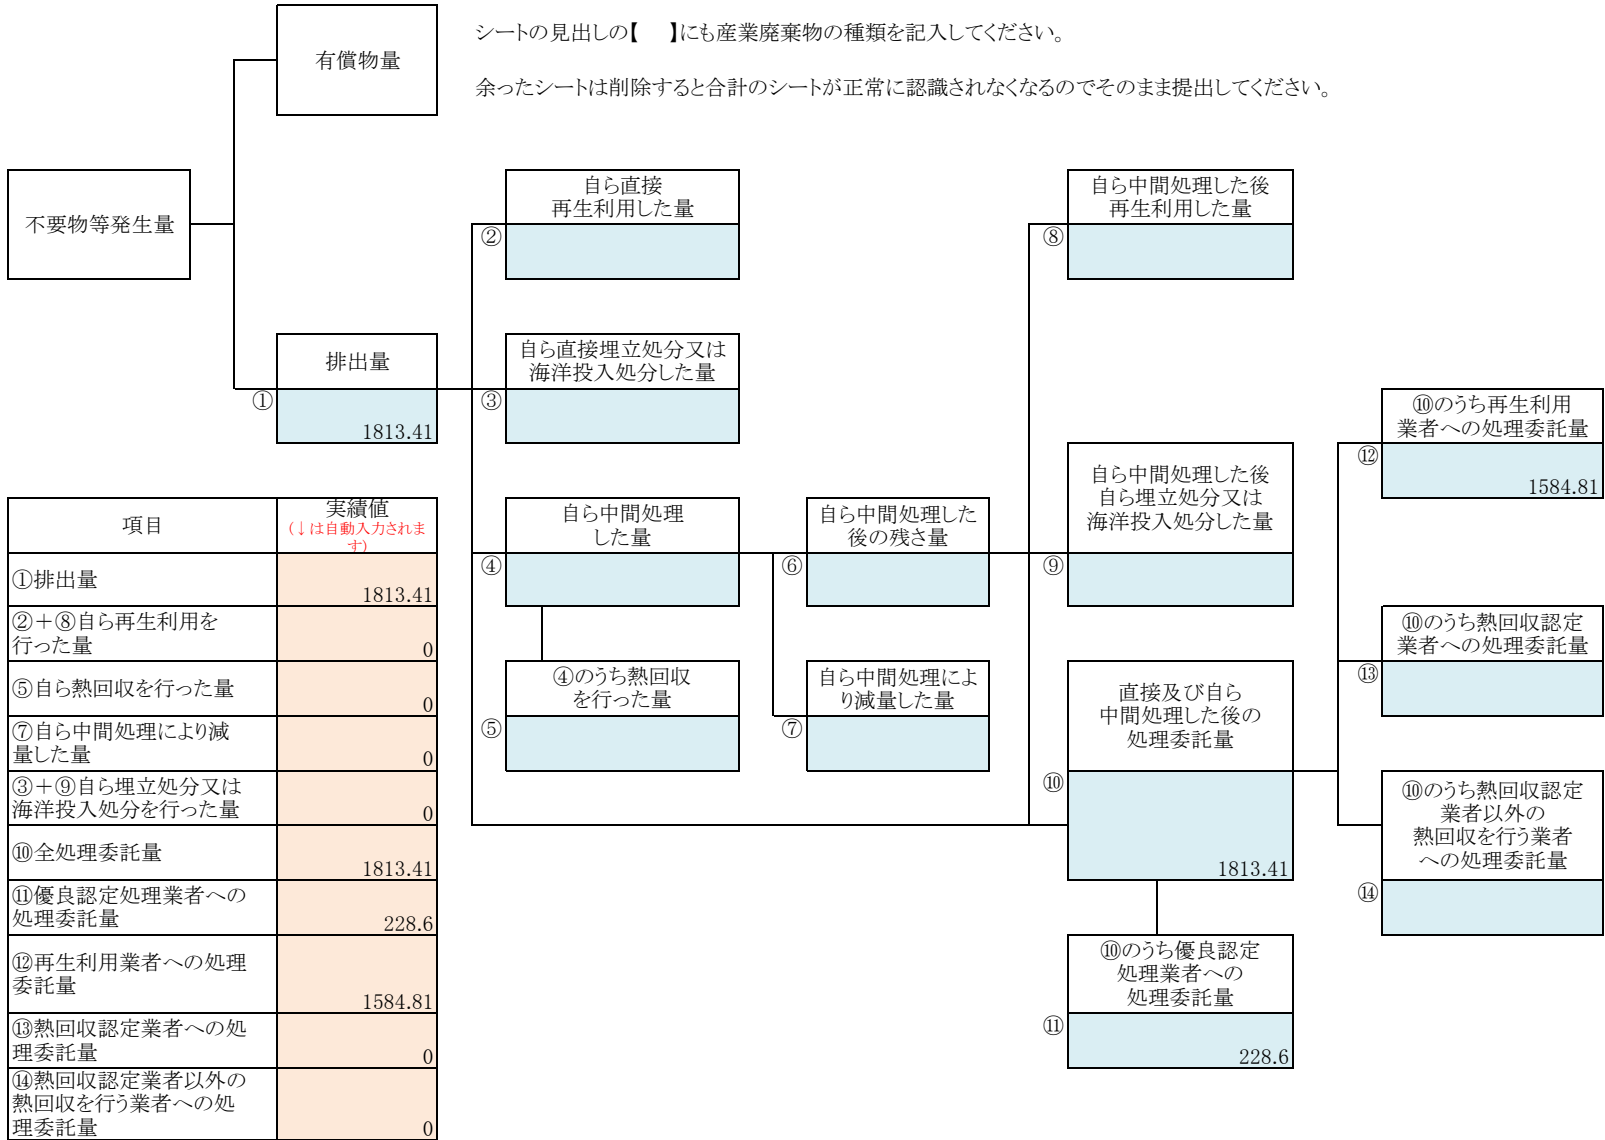 シートの見出しの【　】にも産業廃棄物の種類を記入してください。
余ったシートは削除すると合計のシートが正常に認識されなくなるのでそのまま提出してください。
有償物量
不要物等発生量
排出量
①
1813.41
自ら直接
再生利用した量
②
自ら直接埋立処分又は
海洋投入処分した量
③
自ら中間処理
した量
④
④のうち熱回収
を行った量
⑤
自ら中間処理した
後の残さ量
⑥
自ら中間処理によ
り減量した量
⑦
自ら中間処理した後
再生利用した量
⑧
自ら中間処理した後
自ら埋立処分又は
海洋投入処分した量
⑨
直接及び自ら
中間処理した後の
処理委託量
⑩
1813.41
⑩のうち優良認定
処理業者への
処理委託量
⑪
228.6
⑩のうち再生利用
業者への処理委託量
⑫
1584.81
⑩のうち熱回収認定
業者への処理委託量
⑬
⑩のうち熱回収認定
業者以外の
熱回収を行う業者
への処理委託量
⑭
項目
実績値
(↓は自動入力されま
す)
①排出量
1813.41
②＋⑧自ら再生利用を
行った量
0
⑤自ら熱回収を行った量
0
⑦自ら中間処理により減
量した量
0
③＋⑨自ら埋立処分又は
海洋投入処分を行った量
0
⑩全処理委託量
1813.41
⑪優良認定処理業者への
処理委託量
228.6
⑫再生利用業者への処理
委託量
1584.81
⑬熱回収認定業者への処
理委託量
0
⑭熱回収認定業者以外の
熱回収を行う業者への処
理委託量
0